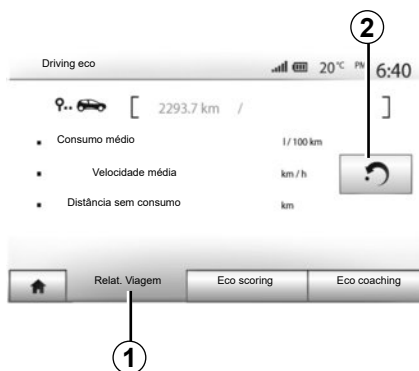 2
Driving eco 20°C PM 6:40
[ 2293.7 km / ]
▪ Consumo médio l / 100 km
▪ Velocidade média km / h
▪ Distância sem consumo km
Relat. Viagem Eco scoring Eco coaching
1